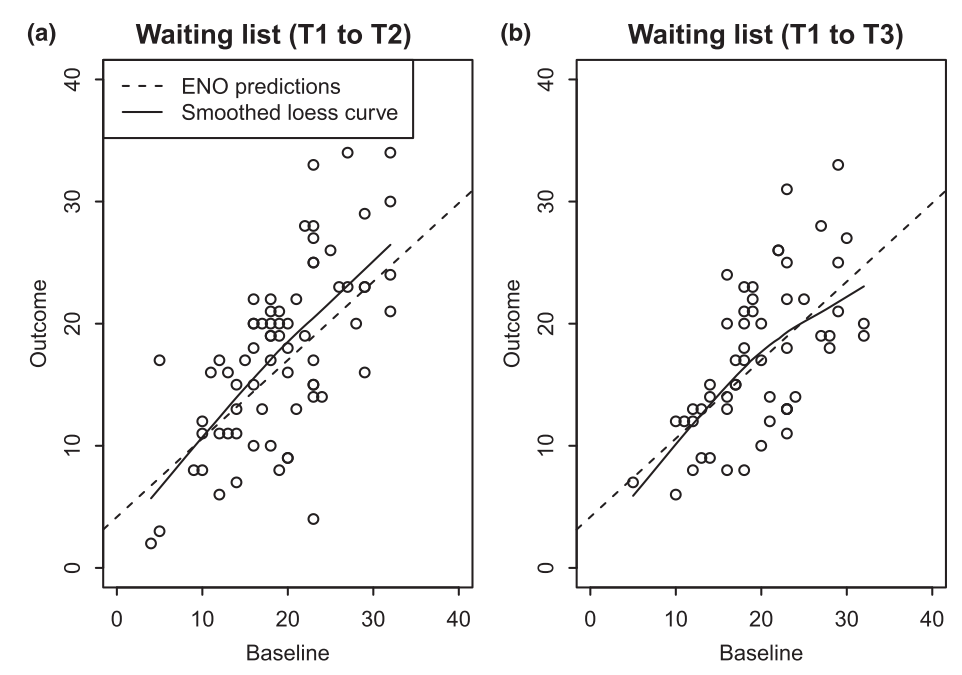 (a) Waiting list (T1 to T2)
ENO predictions
Smoothed loess curve
Outcome
40
30
20
10
0
0 10 20 30 40
Baseline
(b) Waiting list (T1 to T3)
Outcome
40
30
20
10
0
0 10 20 30 40
Baseline